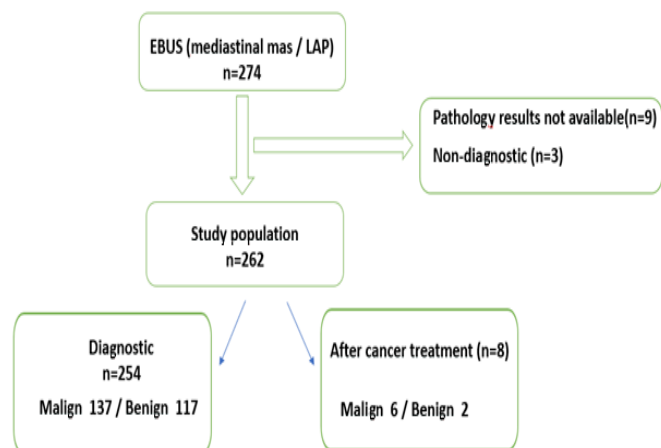 EBUS (mediastinal mas / LAP)
n=274
Pathology results not available(n=9)
Non-diagnostic (n=3)
Study population
n=262
Diagnostic
n=254
Malign 137 / Benign 117
After cancer treatment (n=8)
Malign 6 / Benign 2